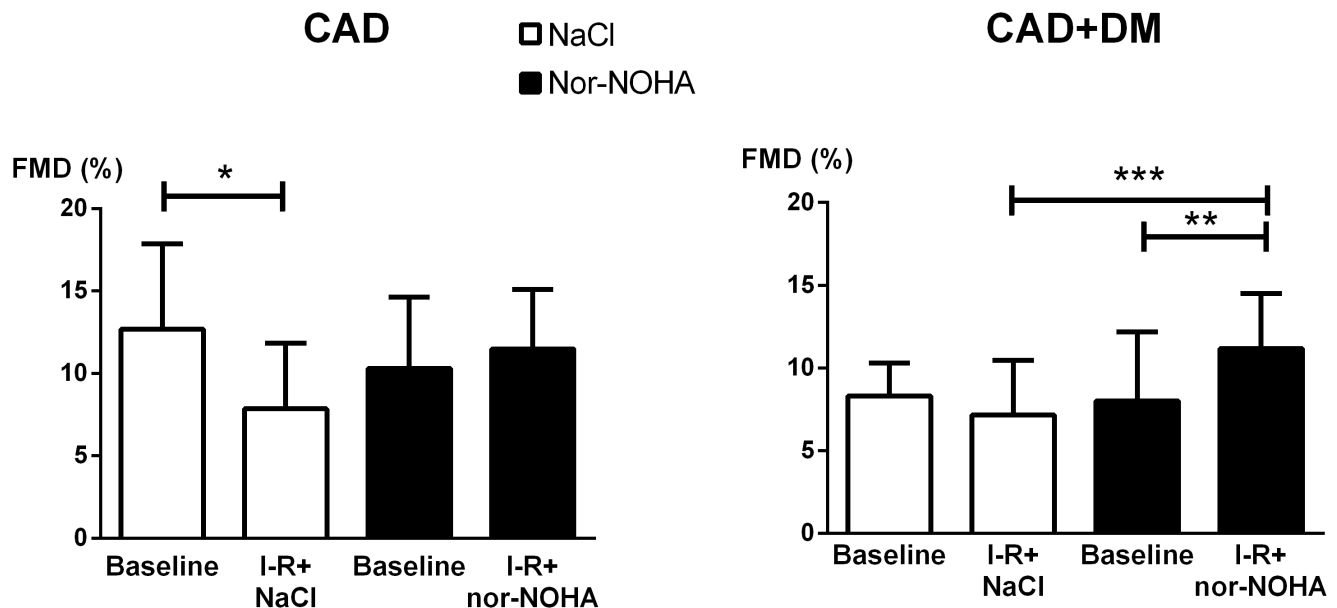 CAD
NaCl
Nor-NOHA
CAD+DM
FMD (%)
*
20
15
10
5
0
Baseline
I-R+
NaCl
Baseline
I-R+
nor-NOHA
FMD (%)
***
**
20
15
10
5
0
Baseline
I-R+
NaCl
Baseline
I-R+
nor-NOHA